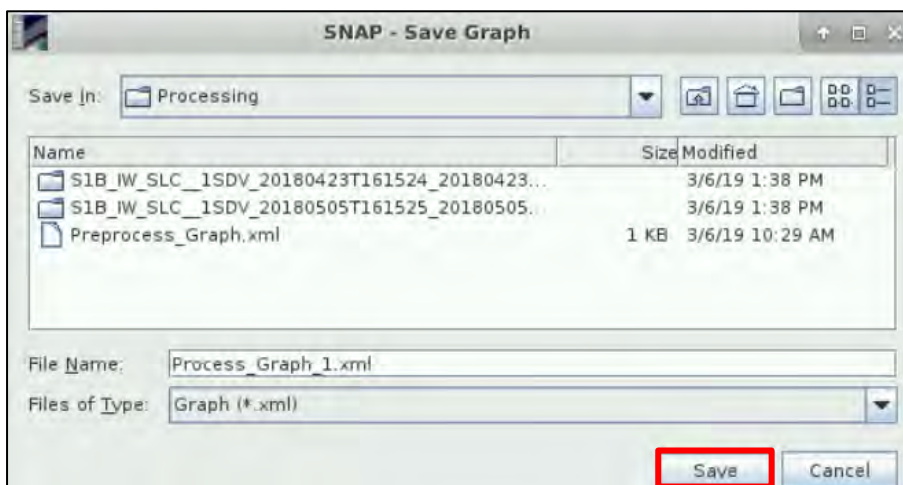 SNAP - Save Graph
Save In: Processing
Name Size Modified
S1B_IW_SLC__1SDV_20180423T161524_20180423... 3/6/19 1:38 PM
S1B_IW_SLC__1SDV_20180505T161525_20180505... 3/6/19 1:38 PM
Preprocess_Graph.xml 1 KB 3/6/19 10:29 AM
File Name: Process_Graph_1.xml
Files of Type: Graph (*.xml)
Save Cancel